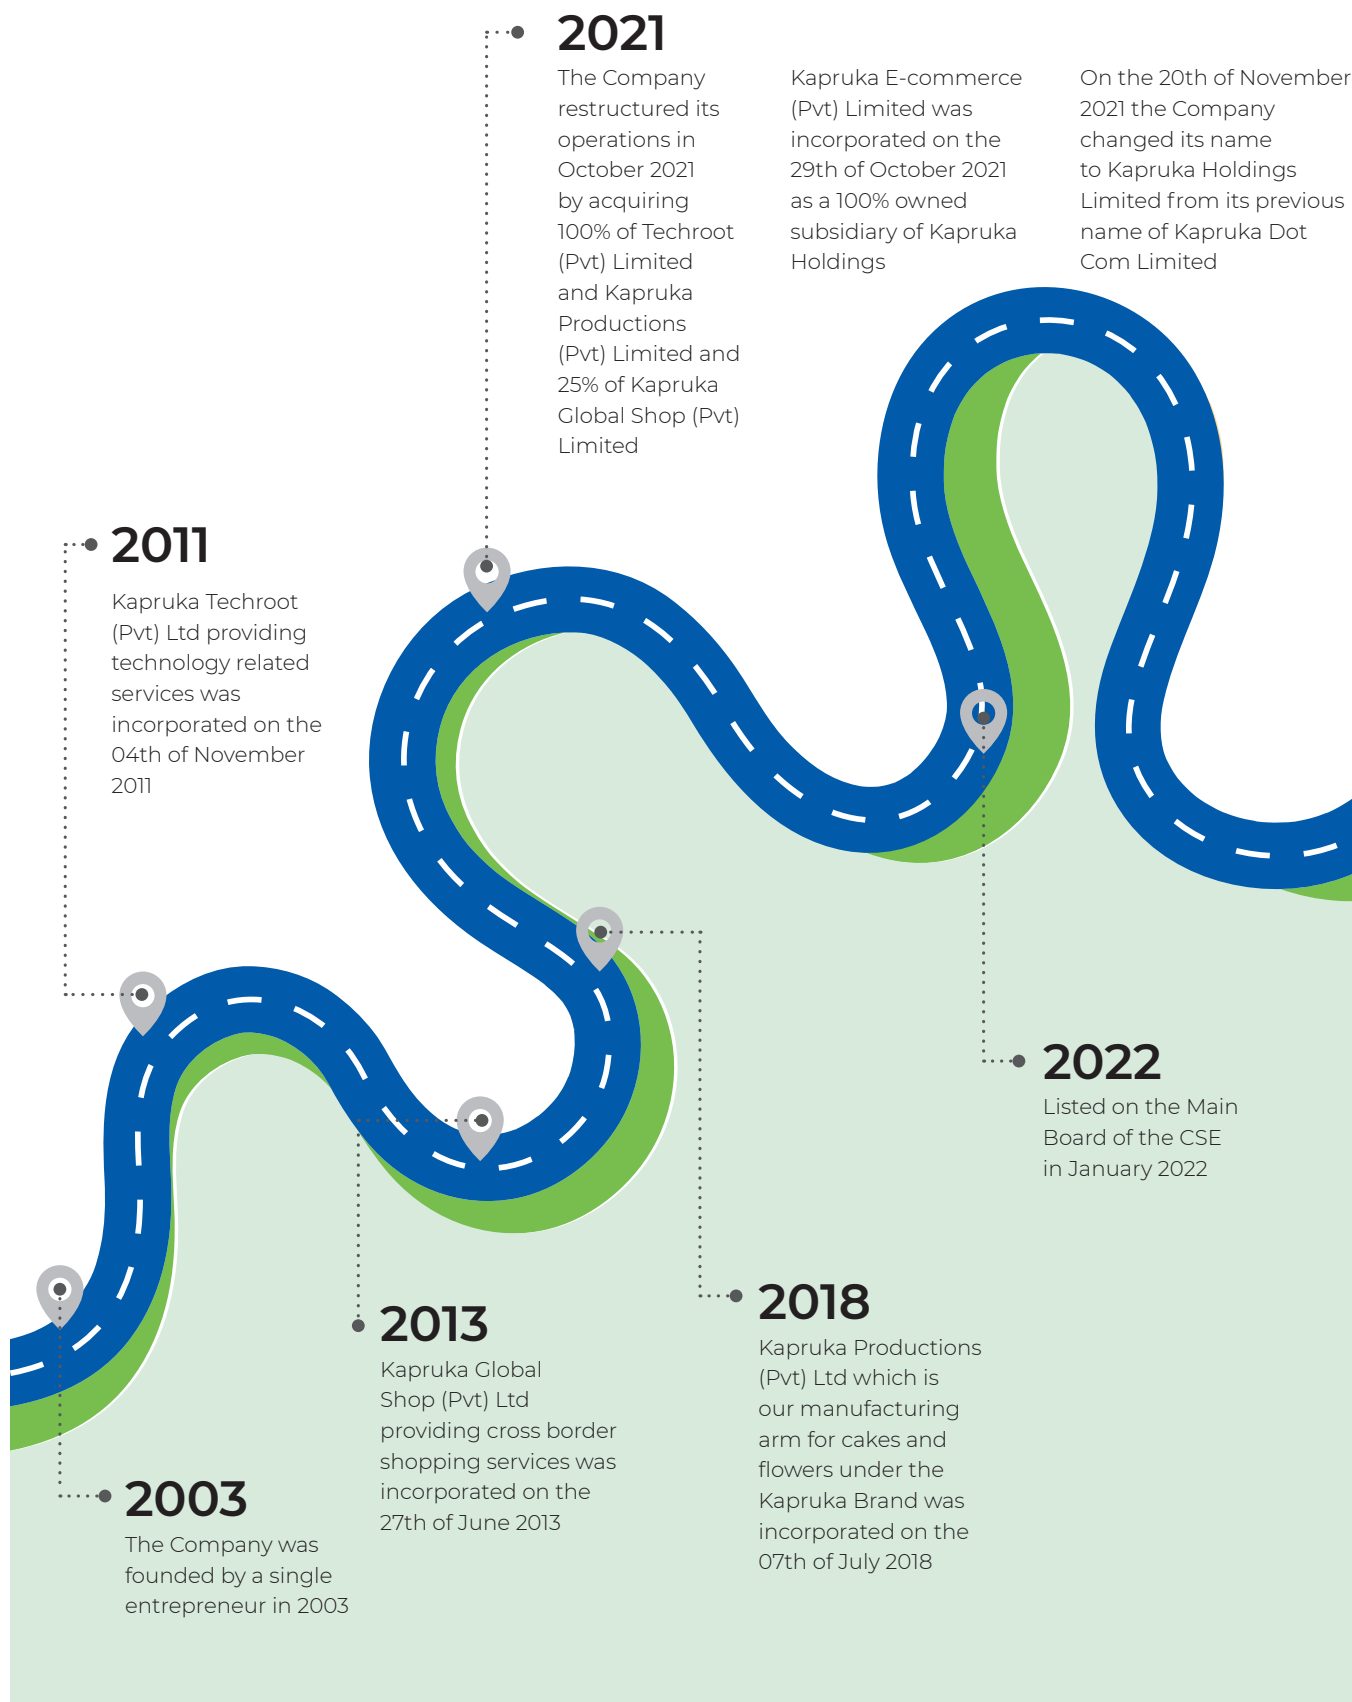 2021
The Company
restructured its
operations in
October 2021
by acquiring
100% of Techroot
(Pvt) Limited
and Kapruka
Productions
(Pvt) Limited and
25% of Kapruka
Global Shop (Pvt)
Limited
Kapruka E-commerce
(Pvt) Limited was
incorporated on the
29th of October 2021
as a 100% owned
subsidiary of Kapruka
Holdings
On the 20th of November
2021 the Company
changed its name
to Kapruka Holdings
Limited from its previous
name of Kapruka Dot
Com Limited
2011
Kapruka Techroot
(Pvt) Ltd providing
technology related
services was
incorporated on the
04th of November
2011
2022
Listed on the Main
Board of the CSE
in January 2022
2018
Kapruka Productions
(Pvt) Ltd which is
our manufacturing
arm for cakes and
flowers under the
Kapruka Brand was
incorporated on the
07th of July 2018
2013
Kapruka Global
Shop (Pvt) Ltd
providing cross border
shopping services was
incorporated on the
27th of June 2013
2003
The Company was
founded by a single
entrepreneur in 2003